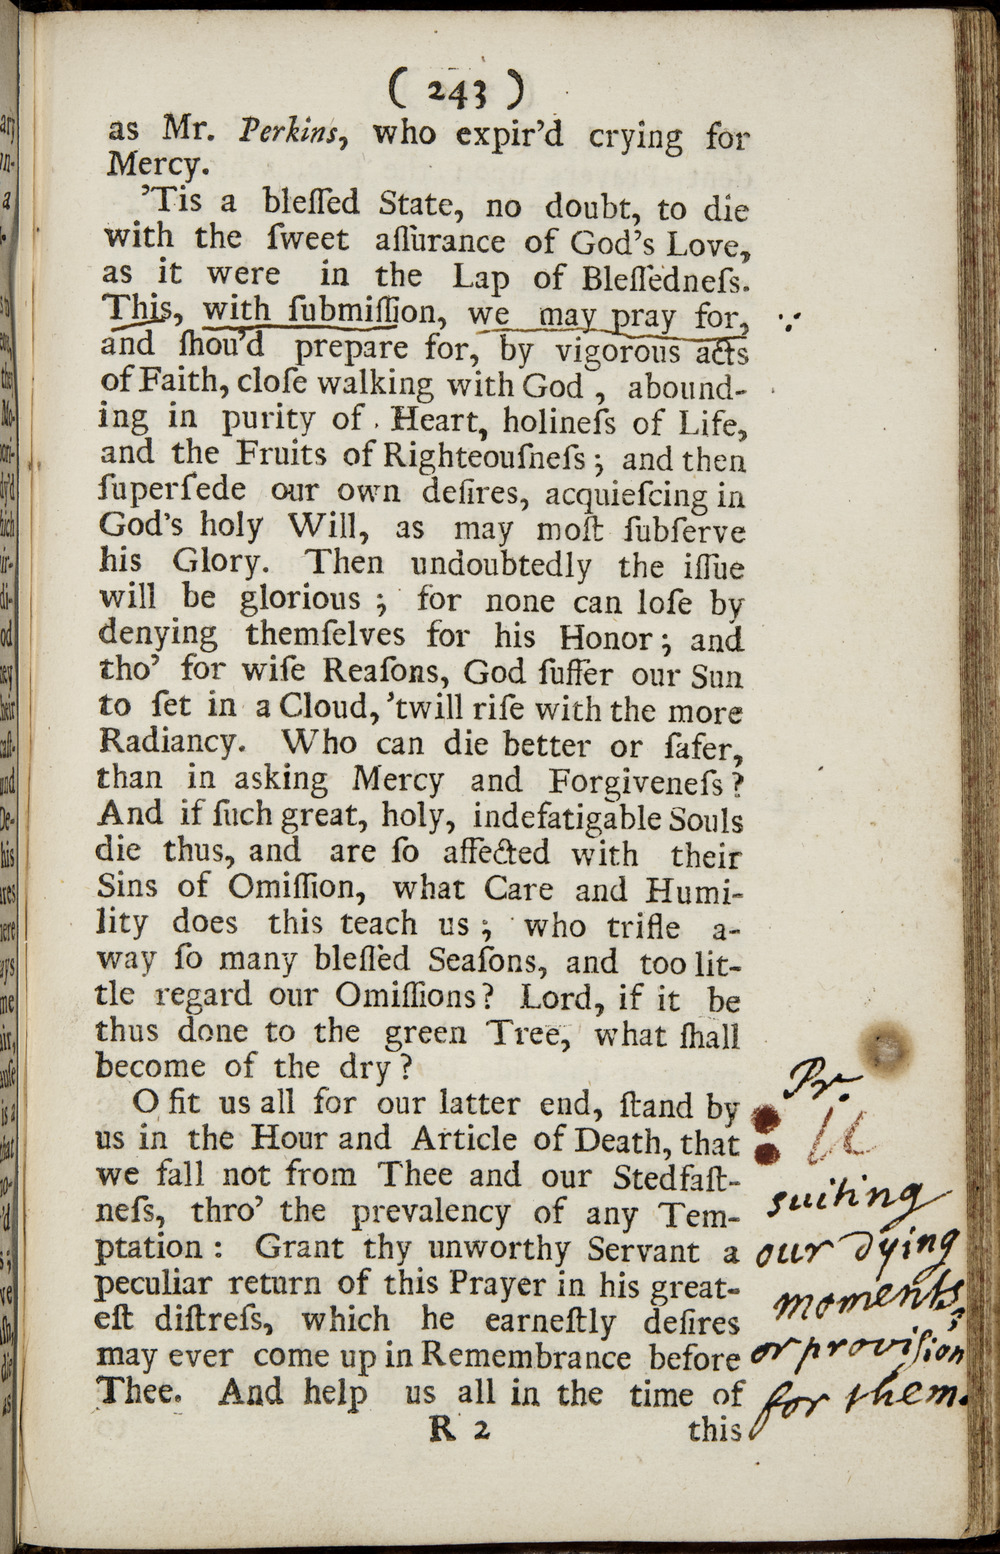 ( 243 )
as Mr. Perkins, who expir'd crying for
Mercy.
'Tis a bleſſed State, no doubt, to die
with the ſweet aſſurance of God's Love,
as it were in the Lap of Bleſſedneſs.
This, with ſubmiſſion, we may pray for,
and ſhou'd prepare for, by vigorous acts
of Faith, cloſe walking with God , abound-
ing in purity of Heart, holineſs of Life,
and the Fruits of Righteouſneſs ; and then
ſuperſede our own deſires, acquieſcing in
God's holy Will, as may moſt ſubſerve
his Glory. Then undoubtedly the iſſue
will be glorious ; for none can loſe by
denying themſelves for his Honor ; and
tho' for wiſe Reaſons, God ſuffer our Sun
to ſet in a Cloud, 'twill riſe with the more
Radiancy. Who can die better or ſafer,
than in asking Mercy and Forgiveneſs ?
And if ſuch great, holy, indefatigable Souls
die thus, and are ſo affected with their
Sins of Omiſſion, what Care and Humi-
lity does this teach us ; who trifle a-
way ſo many bleſſed Seaſons, and too lit-
tle regard our Omiſſions ? Lord, if it be
thus done to the green Tree, what ſhall
become of the dry ?
O fit us all for our latter end, ſtand by
us in the Hour and Article of Death, that
we fall not from Thee and our Stedfaſt-
neſs, thro' the prevalency of any Tem-
ptation : Grant thy unworthy Servant a
peculiar return of this Prayer in his great-
eſt diſtreſs, which he earneſtly deſires
may ever come up in Remembrance before
Thee. And help us all in the time of
R 2 this
Pr.
suiting
our dying
moments,
or proviſion
for them.